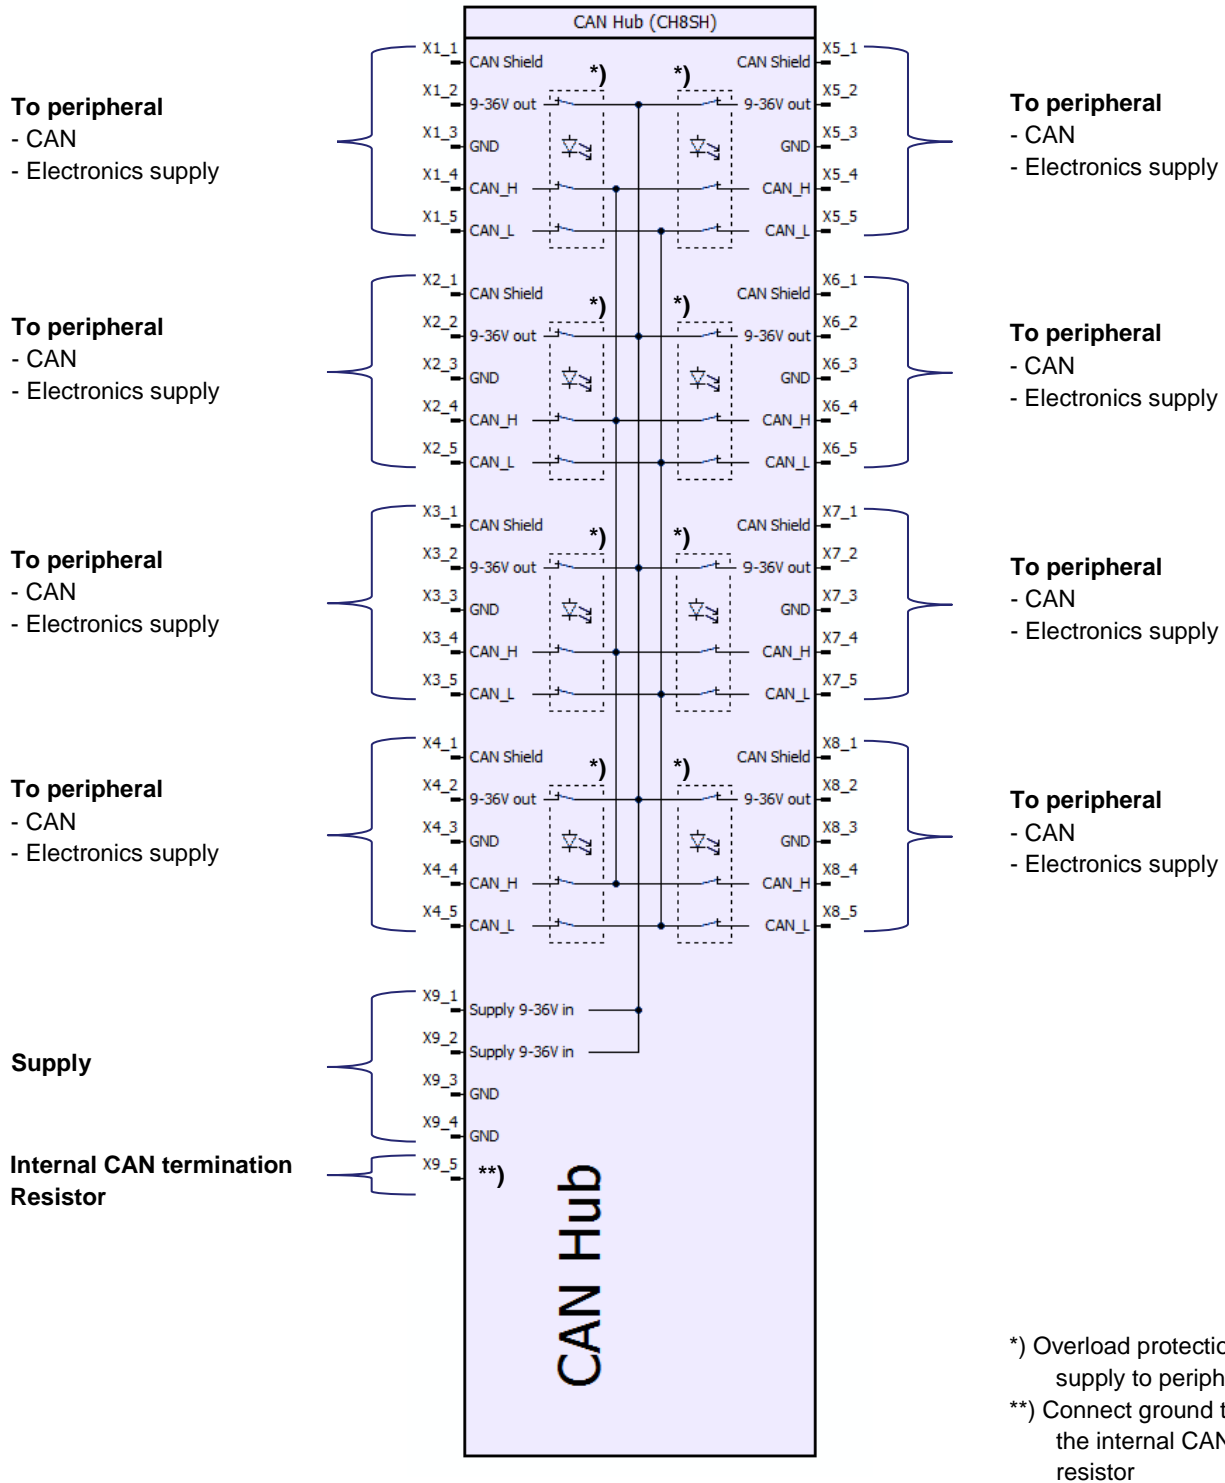 CAN Hub (CH8SH)
To peripheral
- CAN
- Electronics supply
X1_1 CAN Shield
X1_2 9-36V out
X1_3 GND
X1_4 CAN_H
X1_5 CAN_L
*) *)
CAN Shield X5_1
9-36V out X5_2
GND X5_3
CAN_H X5_4
CAN_L X5_5
To peripheral
- CAN
- Electronics supply
To peripheral
- CAN
- Electronics supply
X2_1 CAN Shield
X2_2 9-36V out
X2_3 GND
X2_4 CAN_H
X2_5 CAN_L
*) *)
CAN Shield X6_1
9-36V out X6_2
GND X6_3
CAN_H X6_4
CAN_L X6_5
To peripheral
- CAN
- Electronics supply
To peripheral
- CAN
- Electronics supply
X3_1 CAN Shield
X3_2 9-36V out
X3_3 GND
X3_4 CAN_H
X3_5 CAN_L
*) *)
CAN Shield X7_1
9-36V out X7_2
GND X7_3
CAN_H X7_4
CAN_L X7_5
To peripheral
- CAN
- Electronics supply
To peripheral
- CAN
- Electronics supply
X4_1 CAN Shield
X4_2 9-36V out
X4_3 GND
X4_4 CAN_H
X4_5 CAN_L
*) *)
CAN Shield X8_1
9-36V out X8_2
GND X8_3
CAN_H X8_4
CAN_L X8_5
To peripheral
- CAN
- Electronics supply
Supply
X9_1 Supply 9-36V in
X9_2 Supply 9-36V in
X9_3 GND
X9_4 GND
Internal CAN termination
Resistor
X9_5 **)
CAN Hub
*) Overload
supply to
**) Connect ground
the internal
resistor